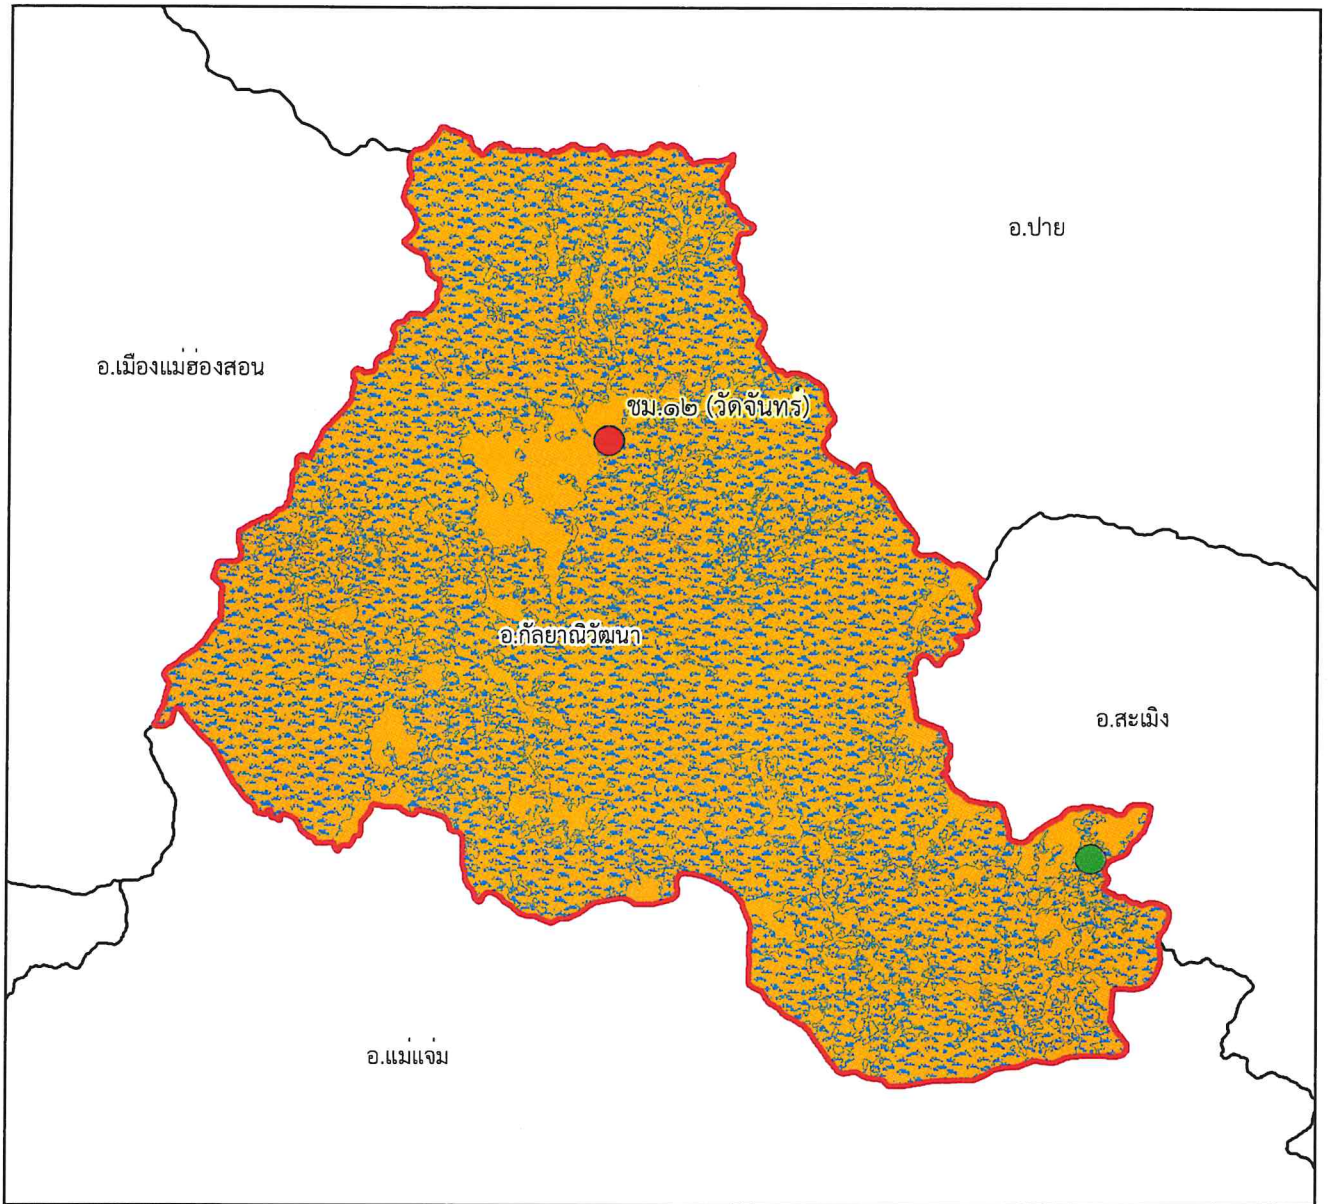 อ.ปาย
อ.เมืองแม่ฮ่องสอน
ชม.๑๒ (วัดจันทร์)
อ.กัลยาณิวัฒนา
อ.สะเมิง
อ.แม่แจ่ม